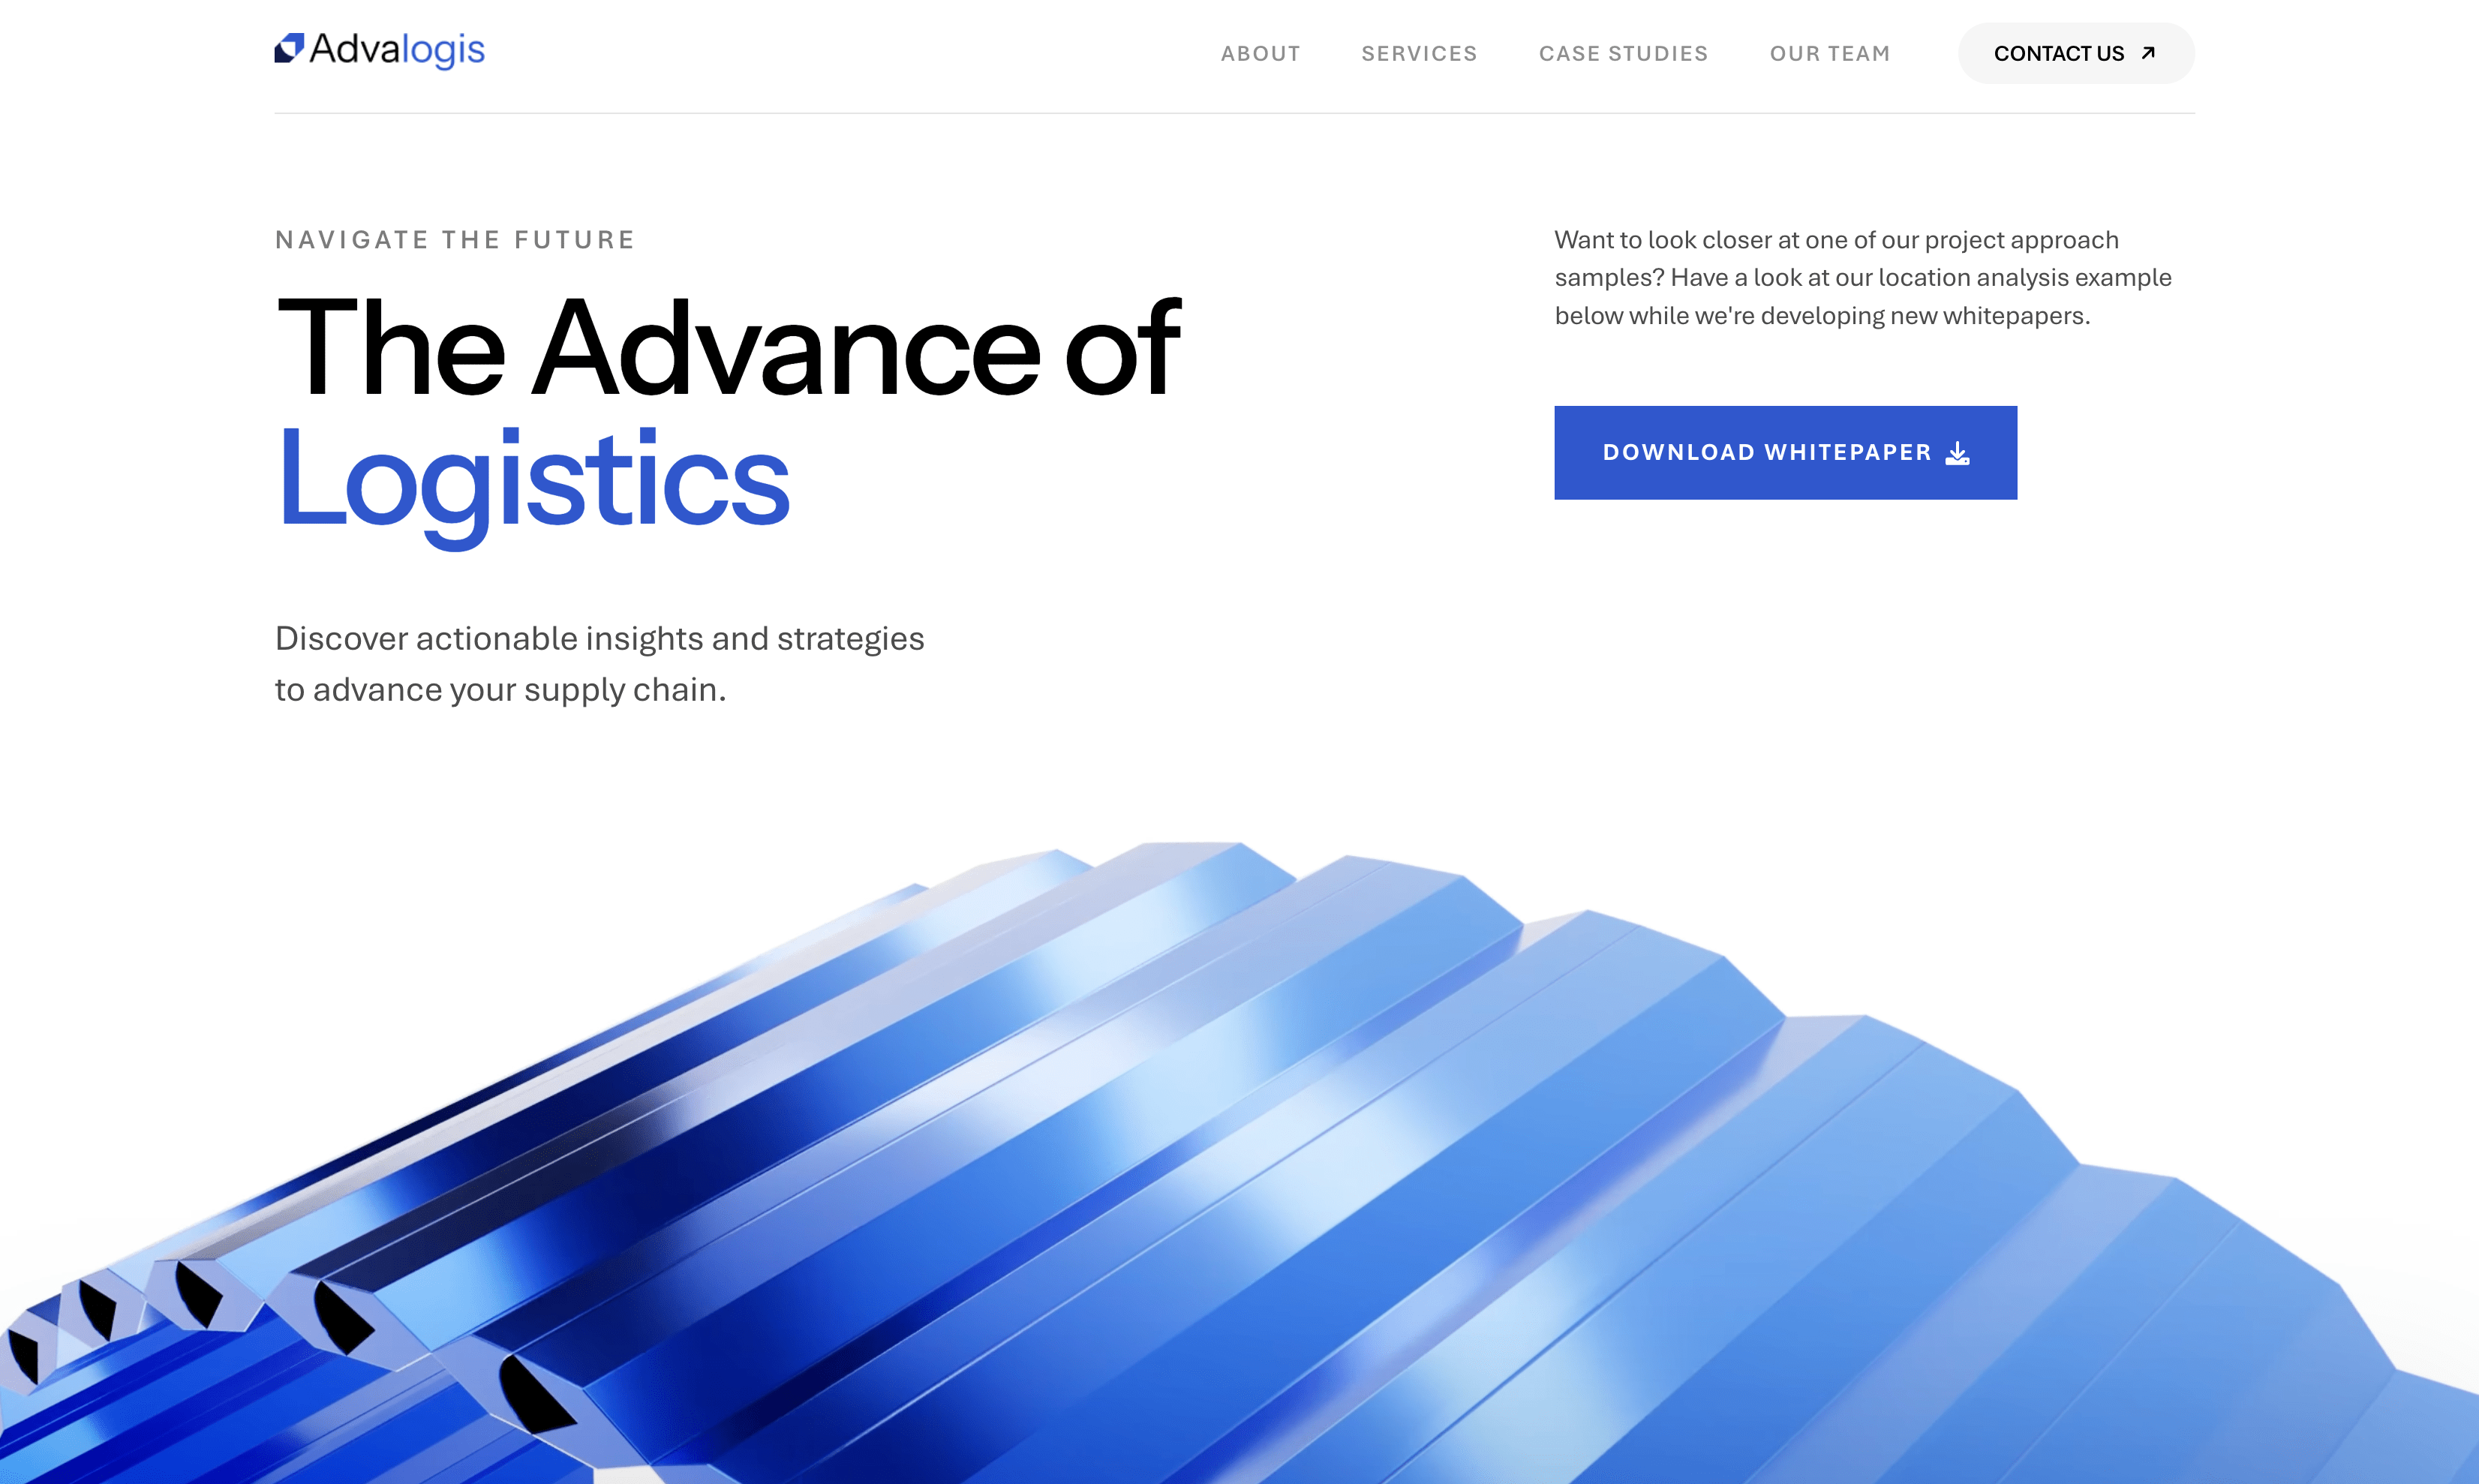 Advalogis
ABOUT
SERVICES
CASE STUDIES
OUR TEAM
CONTACT US
NAVIGATE THE FUTURE
The Advance of
Logistics
Discover actionable insights and strategies
to advance your supply chain.
Want to look closer at one of our project approach
samples? Have a look at our location analysis example
below while we're developing new whitepapers.
DOWNLOAD WHITEPAPER